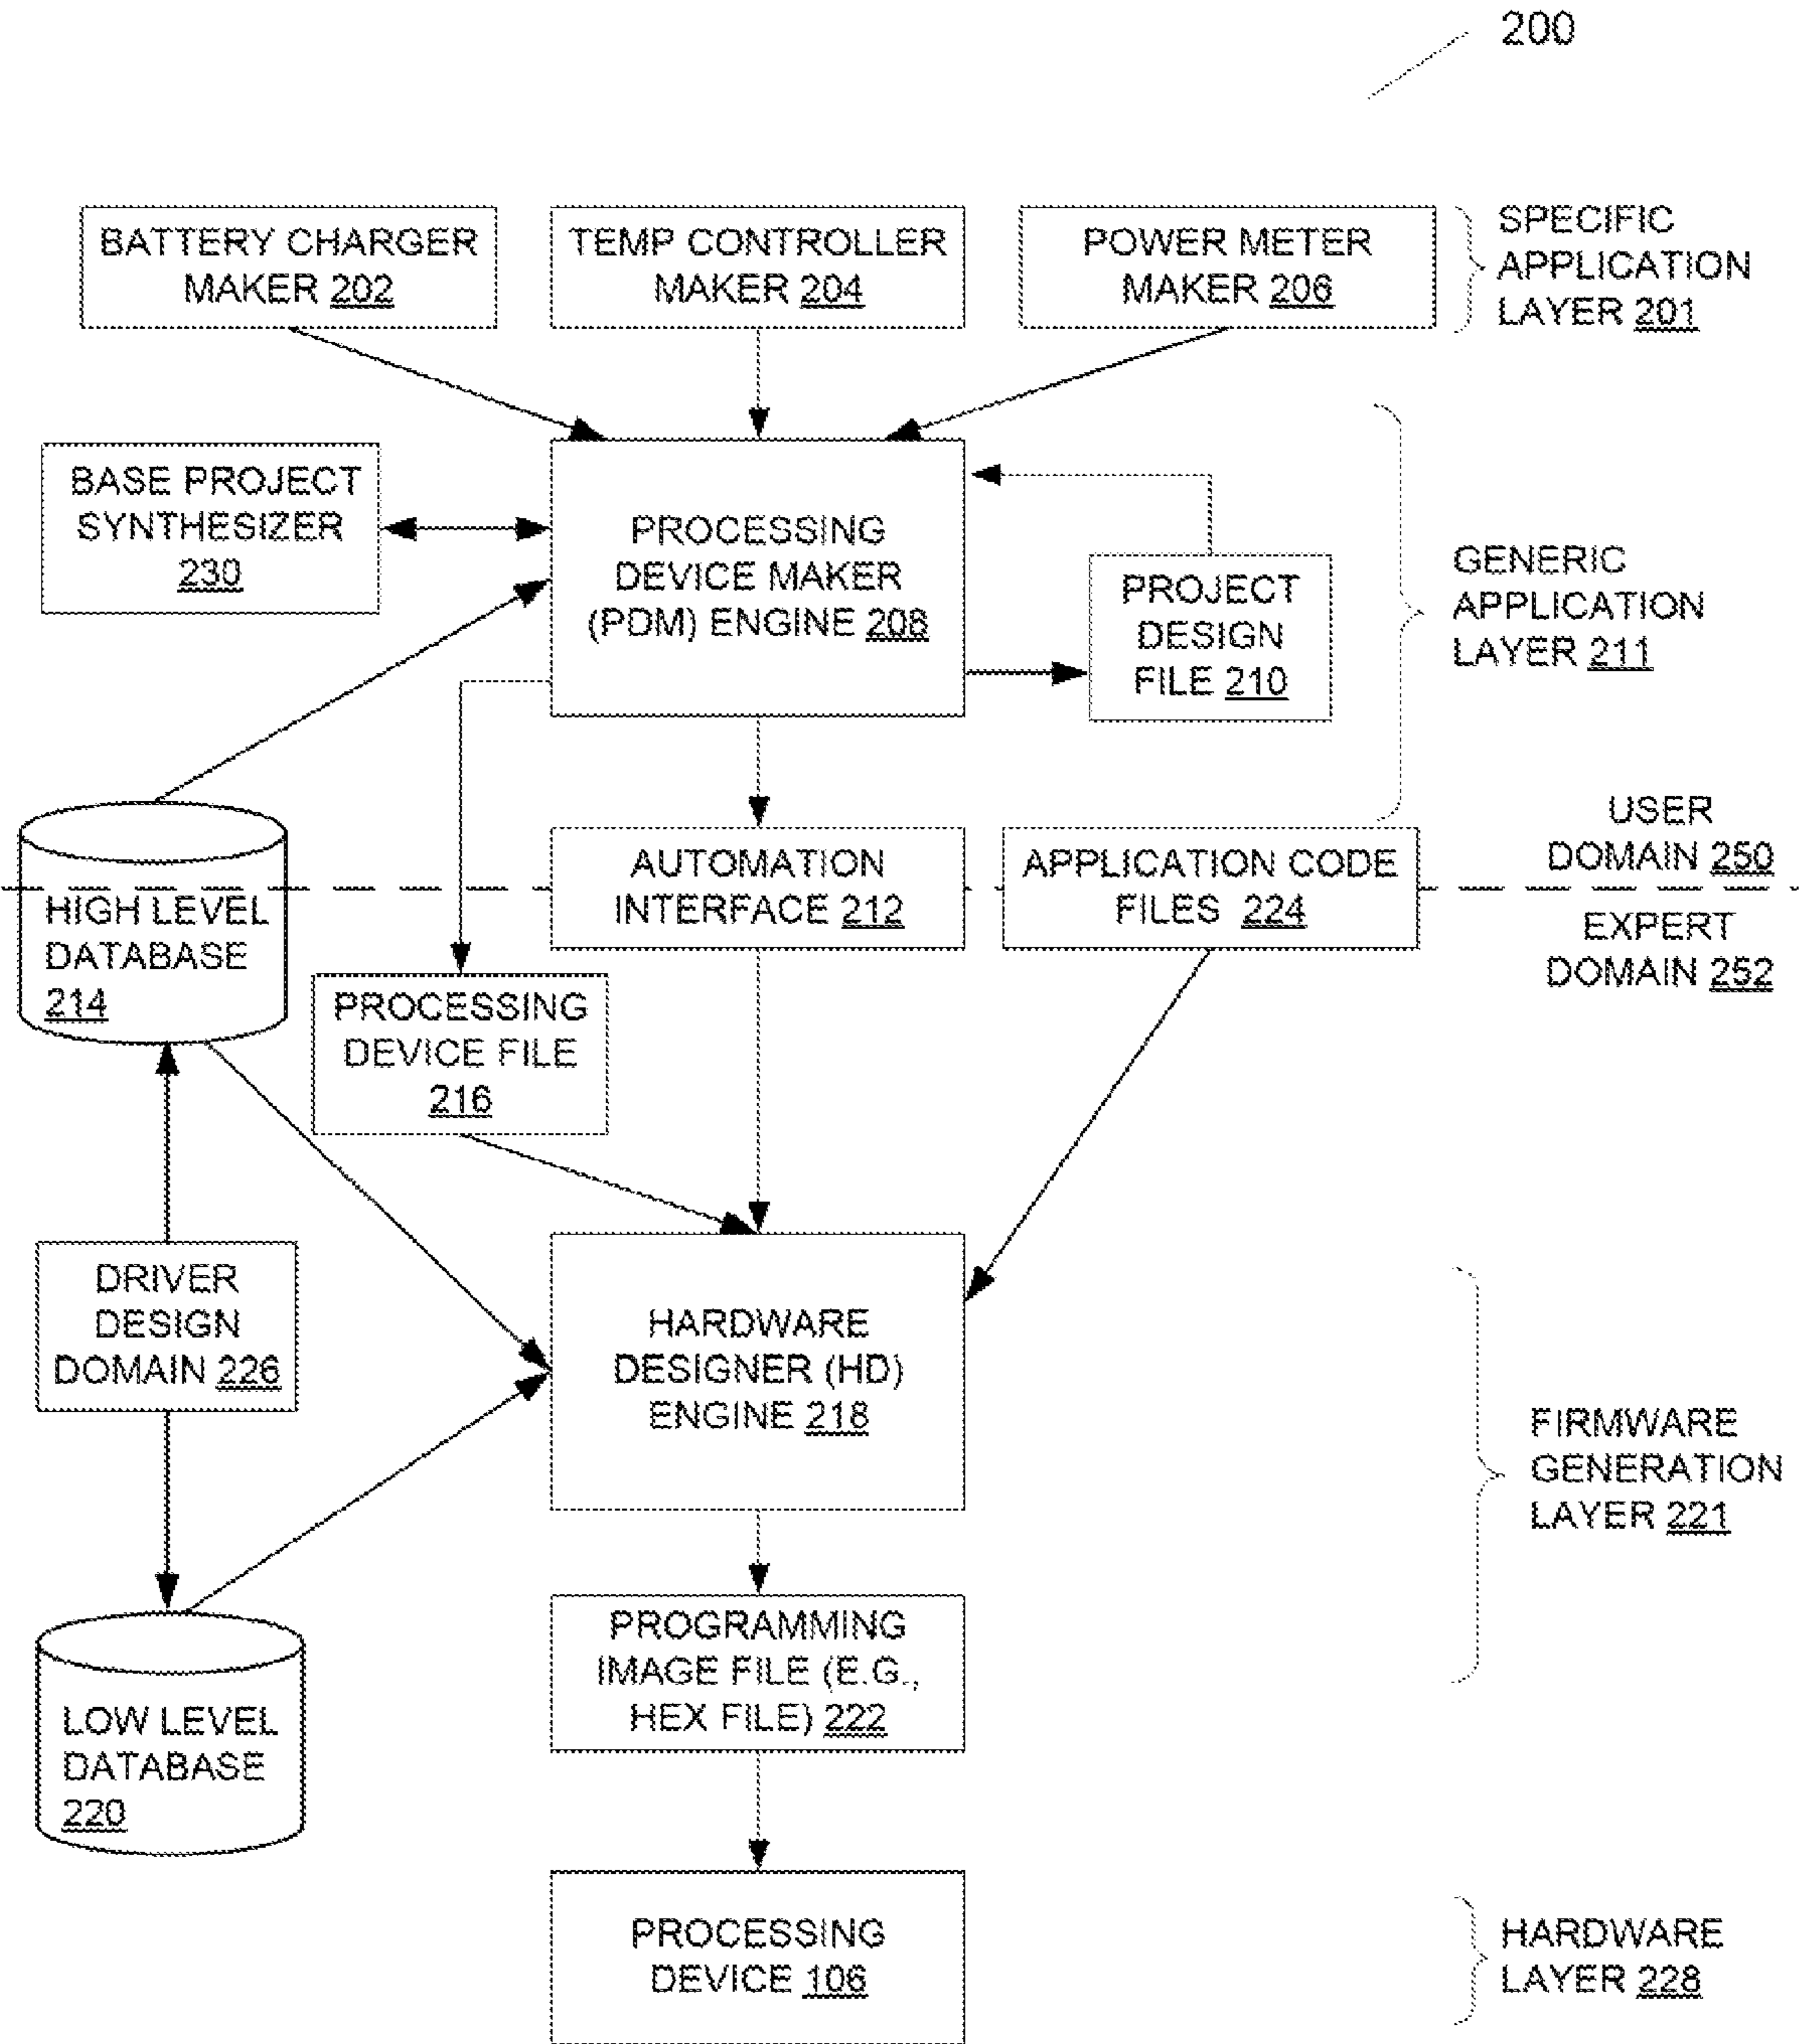 200
BATTERY CHARGER
MAKER 202
TEMP CONTROLLER
MAKER 204
POWER METER
MAKER 206
SPECIFIC
APPLICATION
LAYER 201
BASE PROJECT
SYNTHESIZER
230
PROCESSING
DEVICE MAKER
(PDM) ENGINE 208
PROJECT
DESIGN
FILE 210
GENERIC
APPLICATION
LAYER 211
USER
DOMAIN 250
AUTOMATION
INTERFACE 212
APPLICATION CODE
FILES 224
HIGH LEVEL
DATABASE
214
EXPERT
DOMAIN 252
PROCESSING
DEVICE FILE
216
DRIVER
DESIGN
DOMAIN 226
HARDWARE
DESIGNER (HD)
ENGINE 218
FIRMWARE
GENERATION
LAYER 221
PROGRAMMING
IMAGE FILE (E.G.,
HEX FILE) 222
LOW LEVEL
DATABASE
220
PROCESSING
DEVICE 106
HARDWARE
LAYER 228